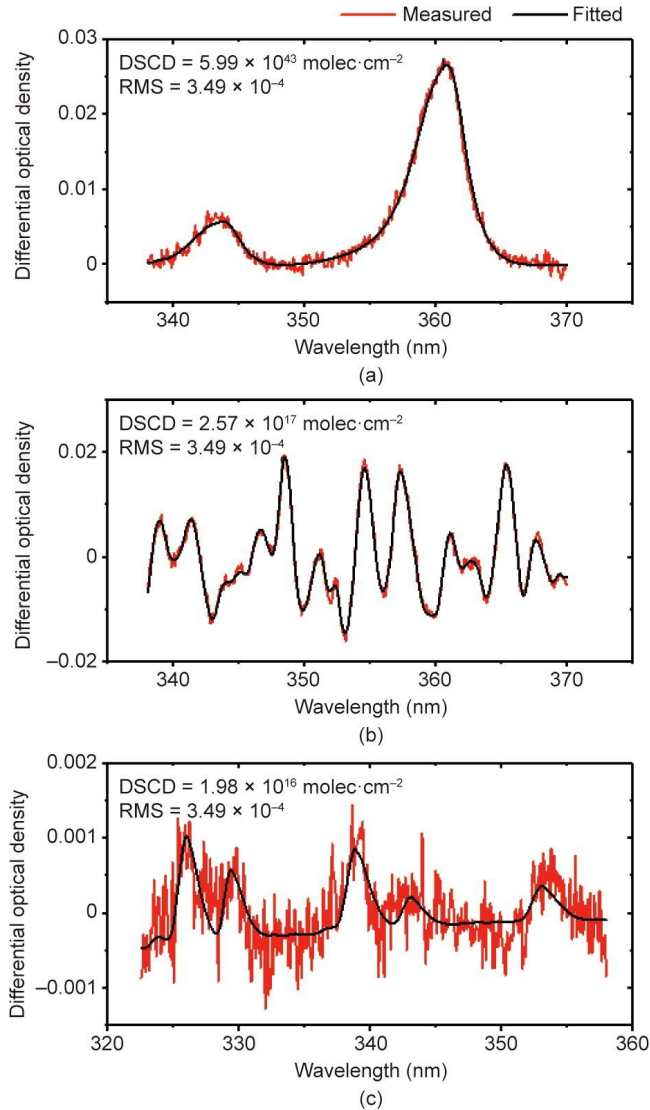 Measured Fitted
DSCD = 5.99 × 10⁴³ molec·cm⁻²
RMS = 3.49 × 10⁻⁴
Differential optical density
0.03
0.02
0.01
0
340 350 360 370
Wavelength (nm)
(a)
DSCD = 2.57 × 10¹⁷ molec·cm⁻²
RMS = 3.49 × 10⁻⁴
Differential optical density
0.02
0
–0.02
340 350 360 370
Wavelength (nm)
(b)
DSCD = 1.98 × 10¹⁶ molec·cm⁻²
RMS = 3.49 × 10⁻⁴
Differential optical density
0.002
0.001
0
–0.001
320 330 340 350 360
Wavelength (nm)
(c)